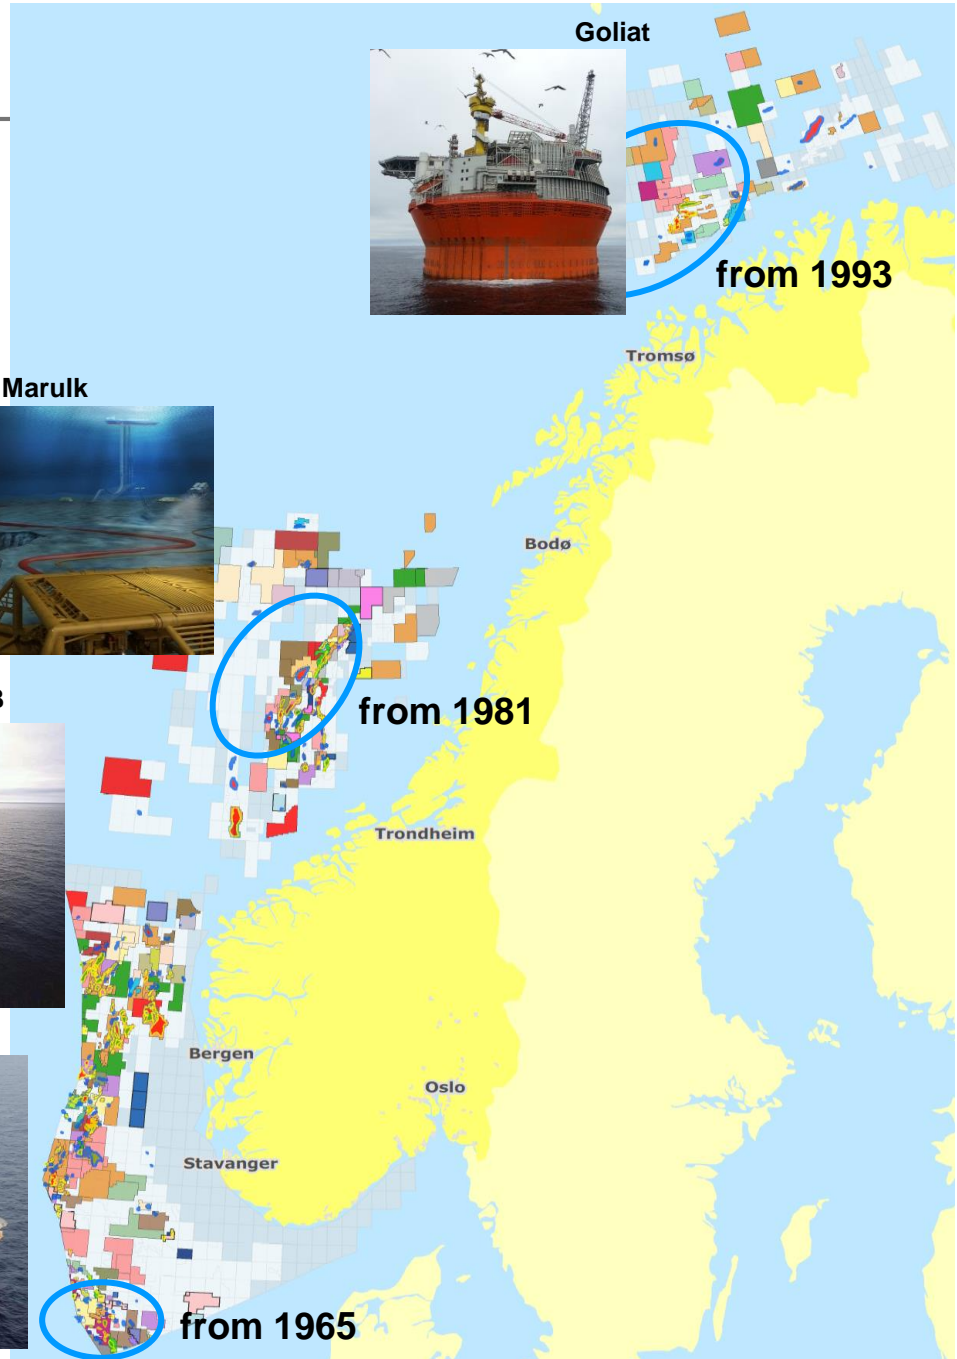 Goliat
from 1993
Tromsø
Marulk
Bodø
from 1981
Trondheim
Bergen
Oslo
Stavanger
from 1965